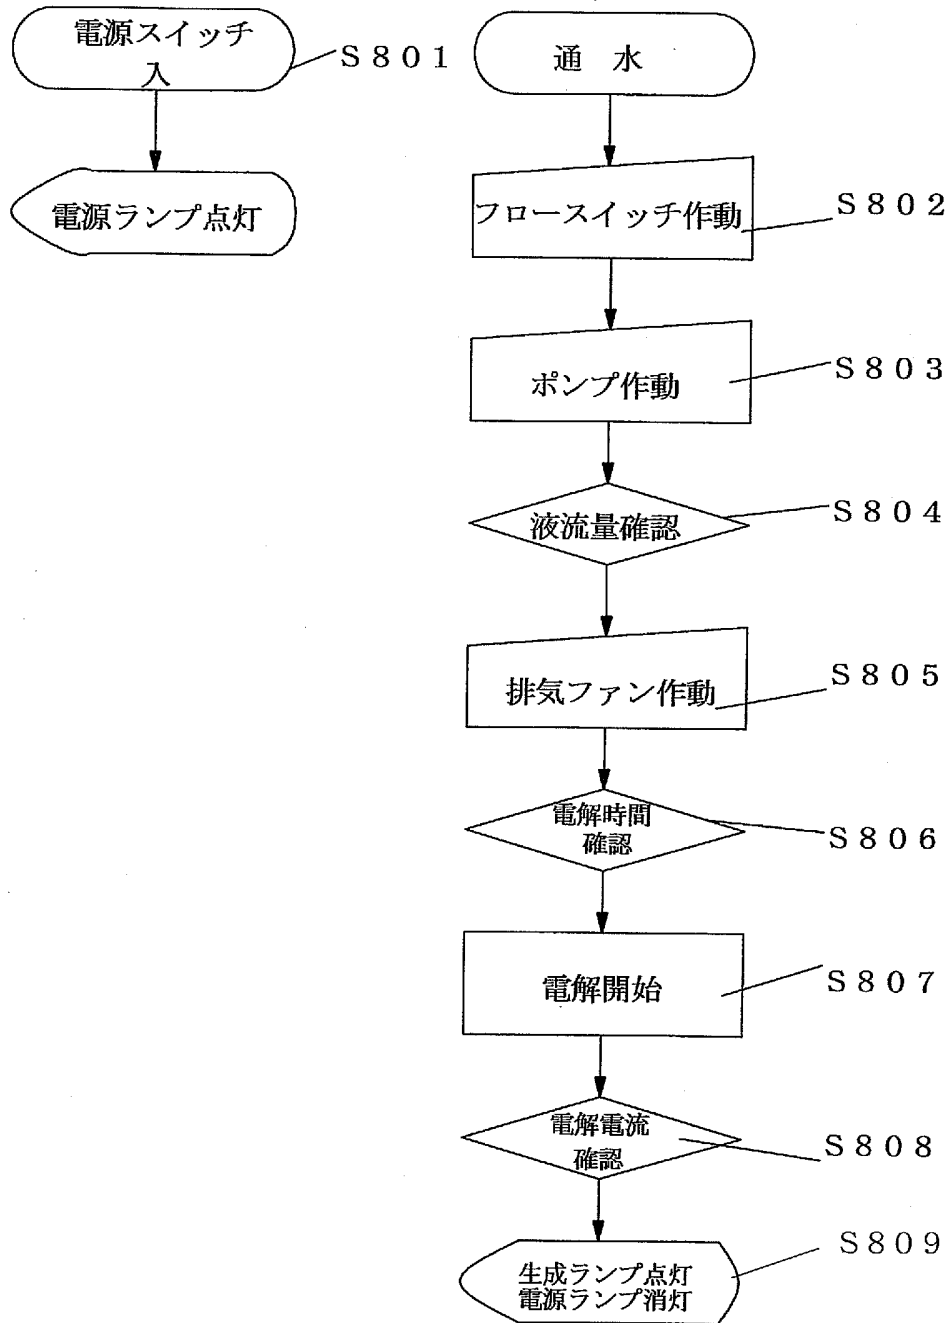 電源スイッチ
入
S801
電源ランプ点灯
通 水
フロースイッチ作動
S802
ポンプ作動
S803
液流量確認
S804
排気ファン作動
S805
電解時間
確認
S806
電解開始
S807
電解電流
確認
S808
生成ランプ点灯
電源ランプ消灯
S809